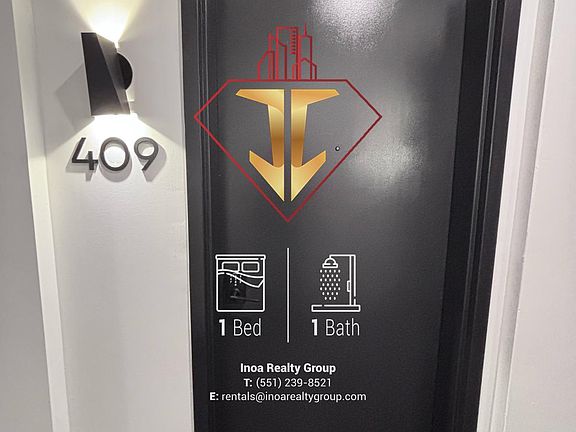 409
1 Bed
1 Bath
Inoa Realty Group
T: (551) 239-8521
E: rentals@inoarealtygroup.com